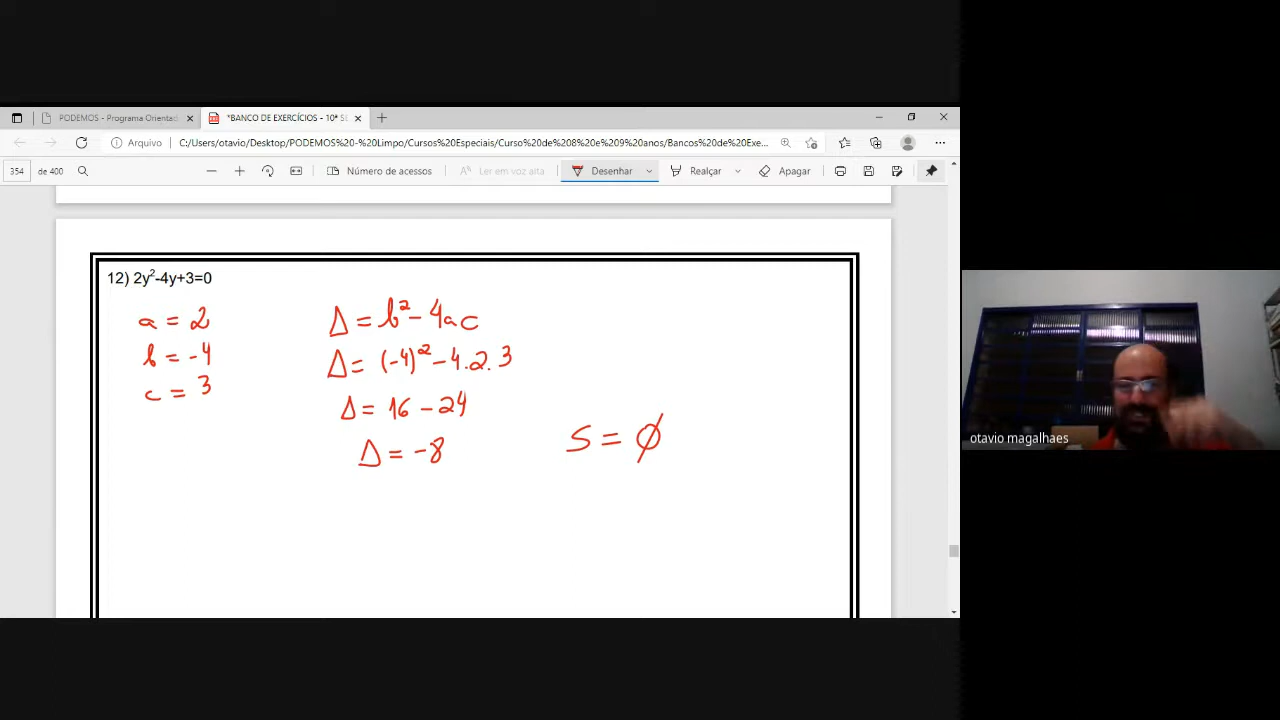 PODEMOS - Programa Orientad
*BANCO DE EXERCÍCIOS - 10ª SÉ
Arquivo
C:/Users/otavio/Desktop/PODEMOS%20-%20Limpo/Cursos%20Especiais/Curso%20de%208%20e%209%20anos/Bancos%20de%20Exe...
354 de 400
Número de acessos
Ler em voz alta
Desenhar
Realçar
Apagar
12) 2y²-4y+3=0
a = 2
b = -4
c = 3
Δ = b² - 4ac
Δ = (-4)² - 4.2.3
Δ = 16 - 24
Δ = -8
S = ∅
otavio magalhaes